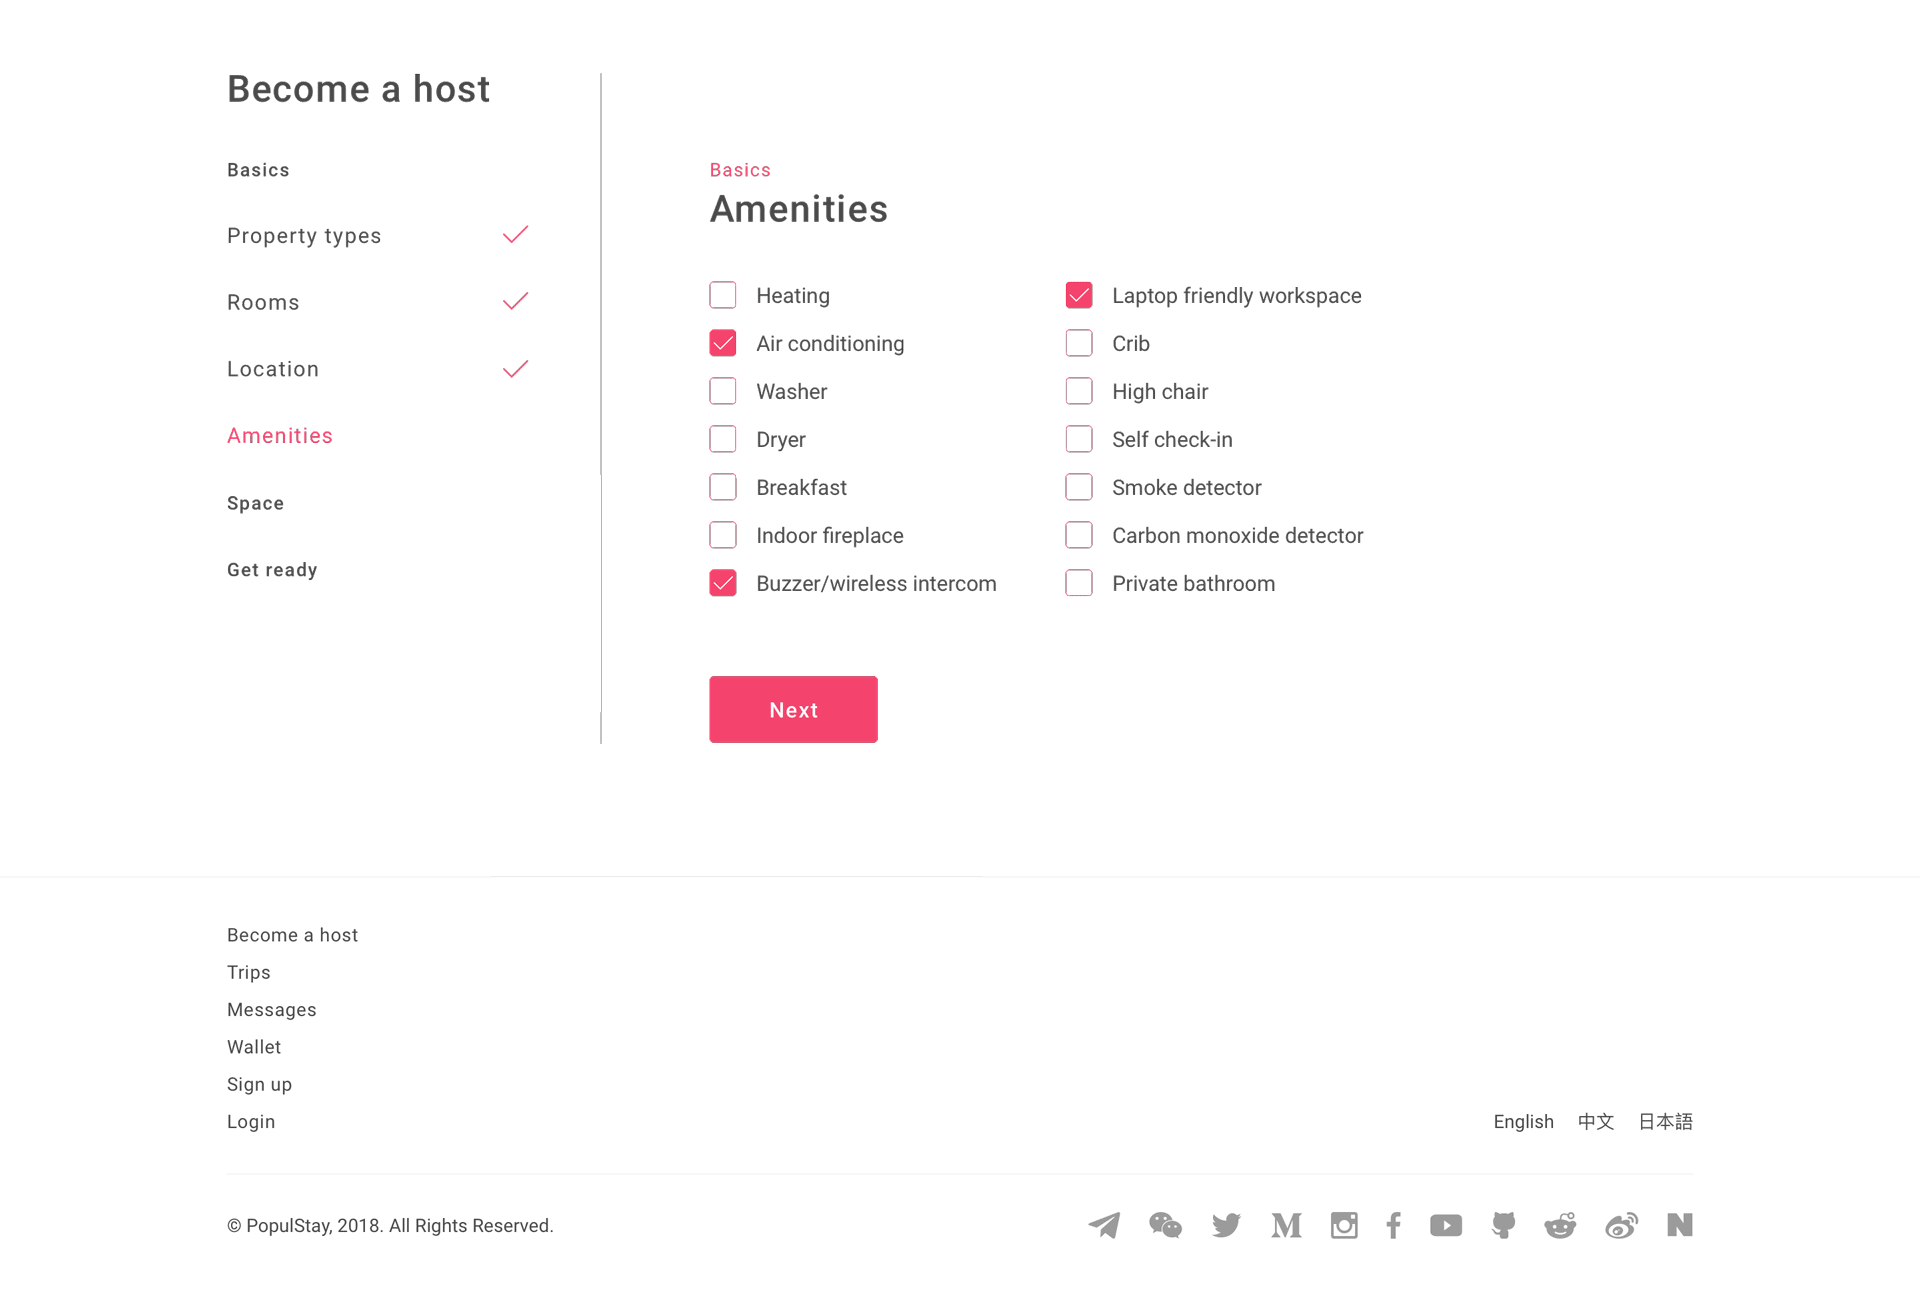 Become a host
Basics
Property types
Rooms
Location
Amenities
Space
Get ready
Basics
Amenities
Heating
Air conditioning
Washer
Dryer
Breakfast
Indoor fireplace
Buzzer/wireless intercom
Laptop friendly workspace
Crib
High chair
Self check-in
Smoke detector
Carbon monoxide detector
Private bathroom
Next
Become a host
Trips
Messages
Wallet
Sign up
Login
English 中文 日本語
© PopulStay, 2018. All Rights Reserved.